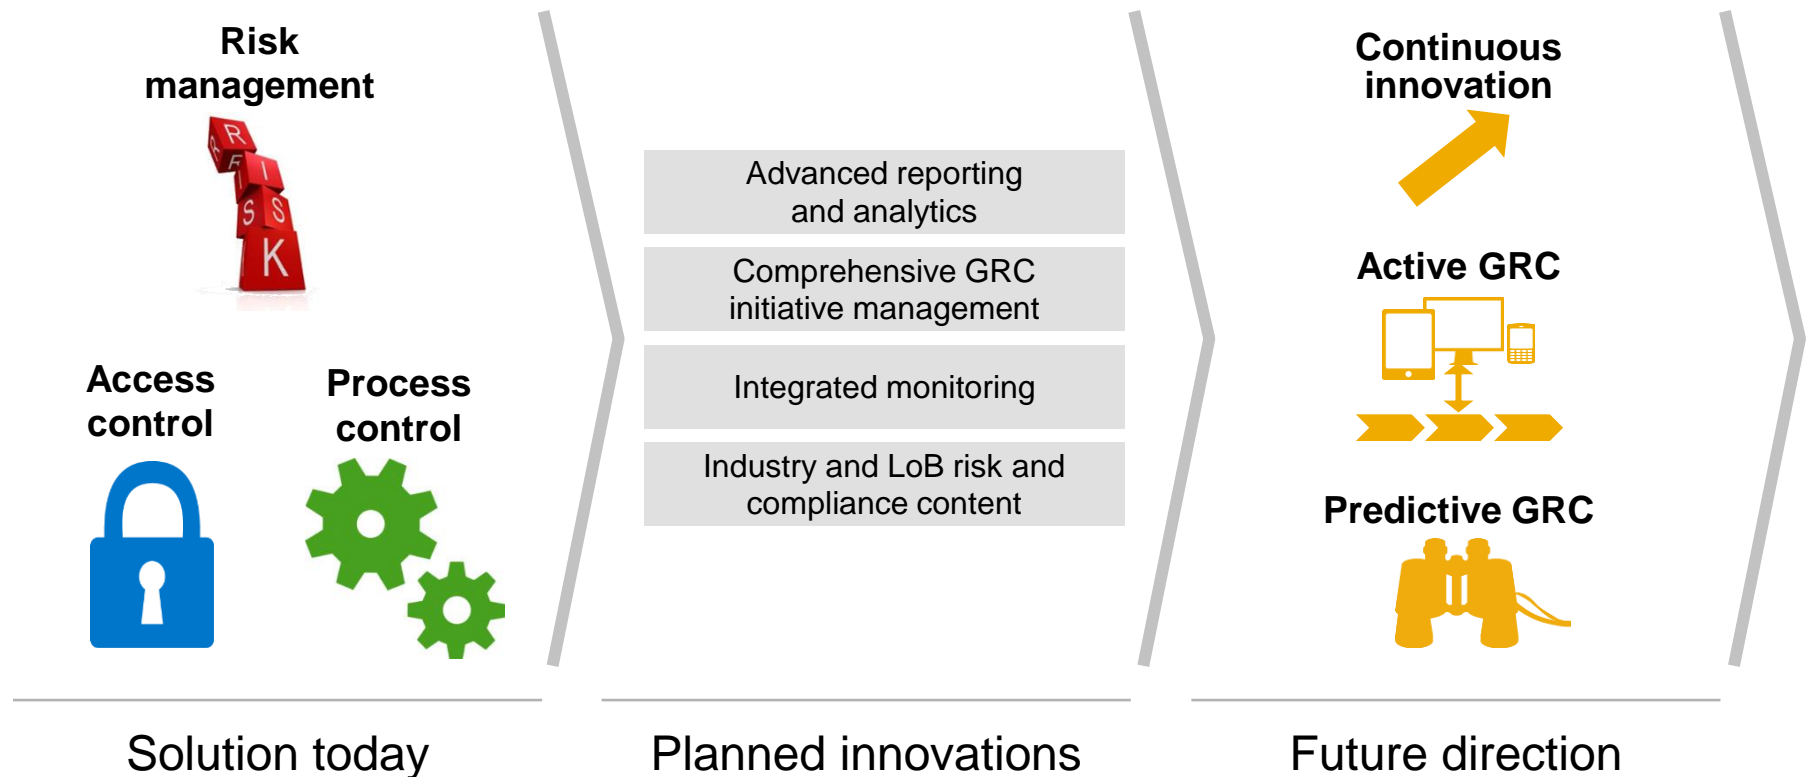 Risk
management
R
I
S
K
Access
control
Process
control
Solution today
Advanced reporting
and analytics
Comprehensive GRC
initiative management
Integrated monitoring
Industry and LoB risk and
compliance content
Planned innovations
Continuous
innovation
Active GRC
Predictive GRC
Future direction